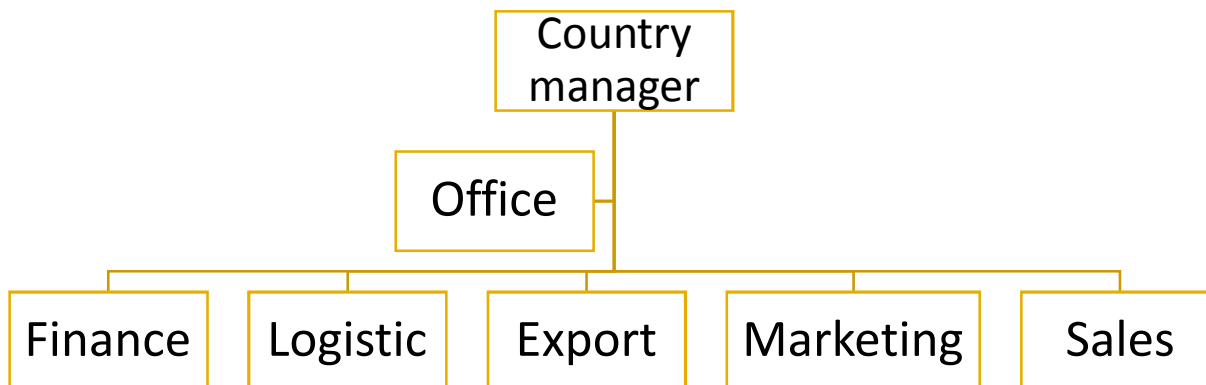 Country
manager
Office
Finance
Logistic
Export
Marketing
Sales